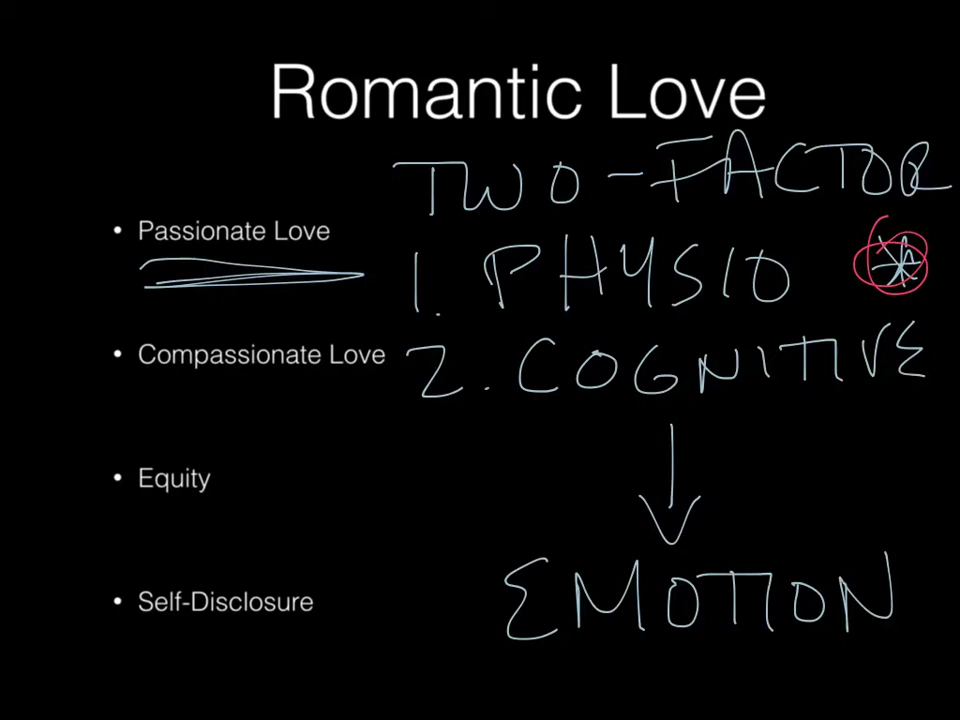 Romantic Love
TWO-FACTOR
• Passionate Love
1. PHYSIO *
• Compassionate Love
2. COGNITIVE
• Equity
• Self-Disclosure
EMOTION